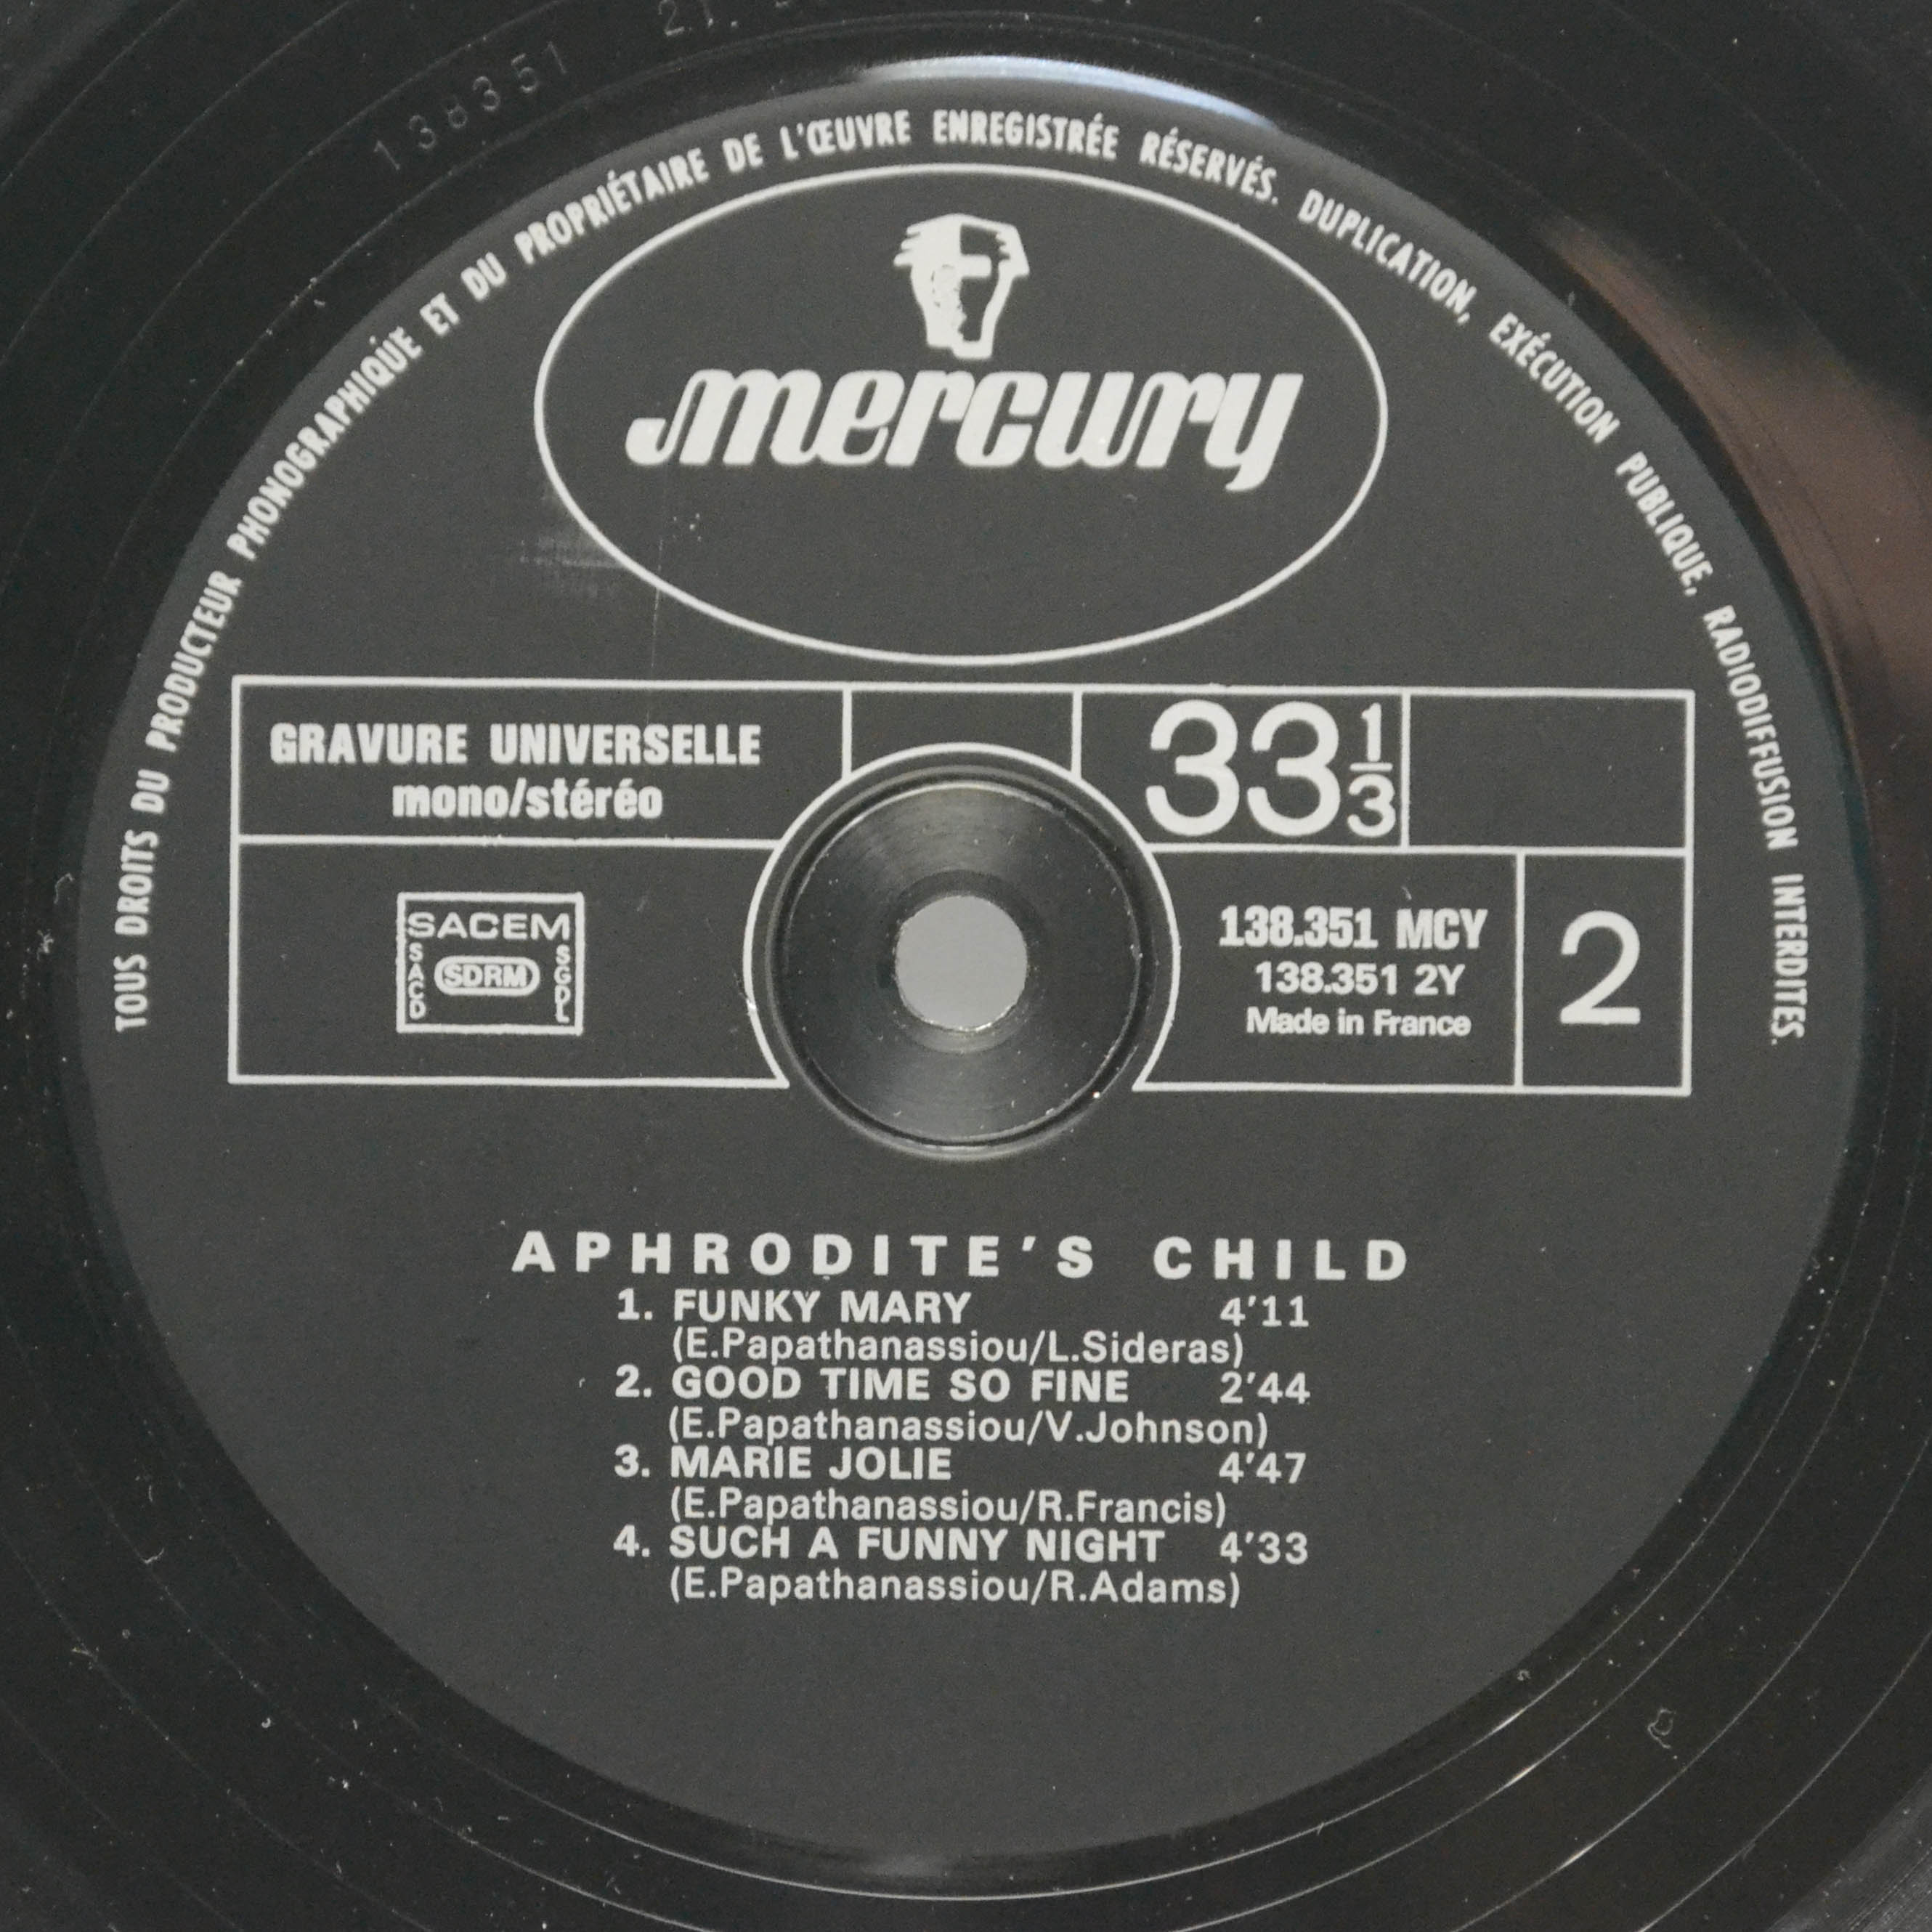 138351
TOUS DROITS DU PRODUCTEUR PHONOGRAPHIQUE ET DU PROPRIÉTAIRE DE L'ŒUVRE ENREGISTRÉE RÉSERVÉS. DUPLICATION, EXÉCUTION PUBLIQUE, RADIODIFFUSION INTERDITES.
mercury
GRAVURE UNIVERSELLE
mono/stéréo
33 1/3
SACEM
SACD
SDRM
SGDL
138.351 MCY
138.351 2Y
Made in France
2
APHRODITE'S CHILD
1. FUNKY MARY 4'11
(E.Papathanassiou/L.Sideras)
2. GOOD TIME SO FINE 2'44
(E.Papathanassiou/V.Johnson)
3. MARIE JOLIE 4'47
(E.Papathanassiou/R.Francis)
4. SUCH A FUNNY NIGHT 4'33
(E.Papathanassiou/R.Adams)